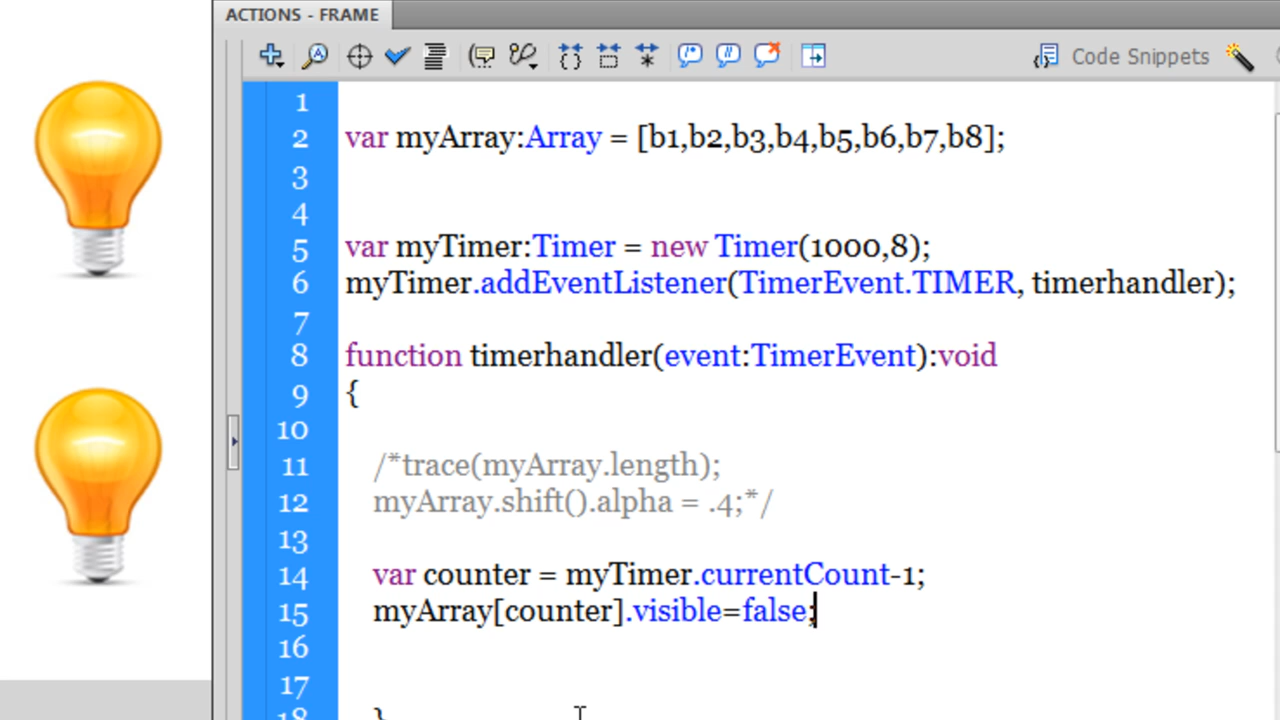 ACTIONS - FRAME
Code Snippets
1
2 var myArray:Array = [b1,b2,b3,b4,b5,b6,b7,b8];
3
4
5 var myTimer:Timer = new Timer(1000,8);
6 myTimer.addEventListener(TimerEvent.TIMER, timerhandler);
7
8 function timerhandler(event:TimerEvent):void
9 {
10
11 /*trace(myArray.length);
12 myArray.shift().alpha = .4;*/
13
14 var counter = myTimer.currentCount-1;
15 myArray[counter].visible=false;
16
17
18 }